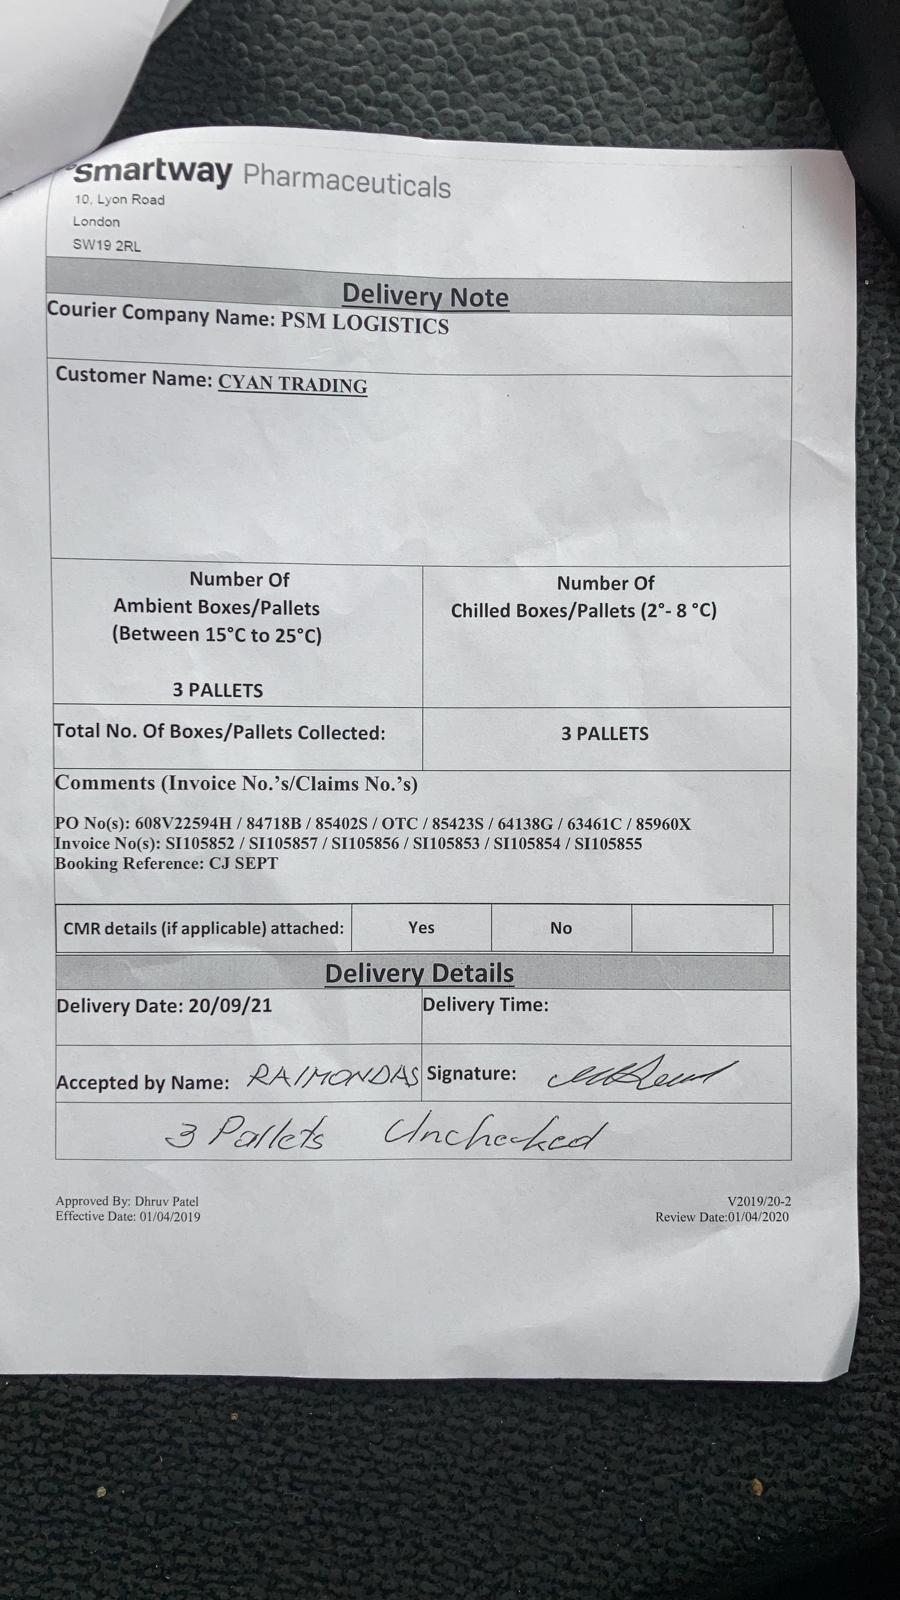 smartway Pharmaceuticals
10, Lyon Road
London
SW19 2RL
Delivery Note
Courier Company Name: PSM LOGISTICS
Customer Name: CYAN TRADING
Number Of
Ambient Boxes/Pallets
(Between 15°C to 25°C)
3 PALLETS
Number Of
Chilled Boxes/Pallets (2°- 8 °C)
Total No. Of Boxes/Pallets Collected:
3 PALLETS
Comments (Invoice No.'s/Claims No.'s)
PO No(s): 608V22594H / 84718B / 85402S / OTC / 85423S / 64138G / 63461C / 85960X
Invoice No(s): SI105852 / SI105857 / SI105856 / SI105853 / SI105854 / SI105855
Booking Reference: CJ SEPT
CMR details (if applicable) attached:
Yes
No
Delivery Details
Delivery Date: 20/09/21
Delivery Time:
Accepted by Name: RAIMONDAS
Signature:
3 Pallets Unchecked
Approved By: Dhruv Patel
Effective Date: 01/04/2019
V2019/20-2
Review Date:01/04/2020